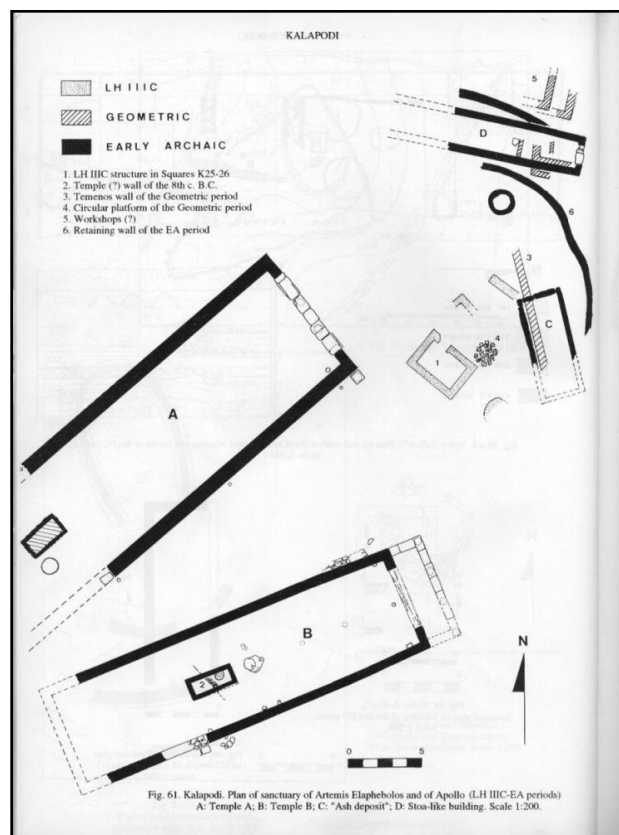 KALAPODI
LH IIIC
GEOMETRIC
EARLY ARCHAIC
1. LH IIIC structure in Squares K25-26
2. Temple (?) wall of the 8th c. B.C.
3. Temenos wall of the Geometric period
4. Circular platform of the Geometric period
5. Workshops (?)
6. Retaining wall of the EA period
5
D
6
3
C
4
1
A
B
2
N
0 5
Fig. 61. Kalapodi. Plan of sanctuary of Artemis Elaphebolos and of Apollo (LH IIIC-EA periods)
A: Temple A; B: Temple B; C: "Ash deposit"; D: Stoa-like building. Scale 1:200.